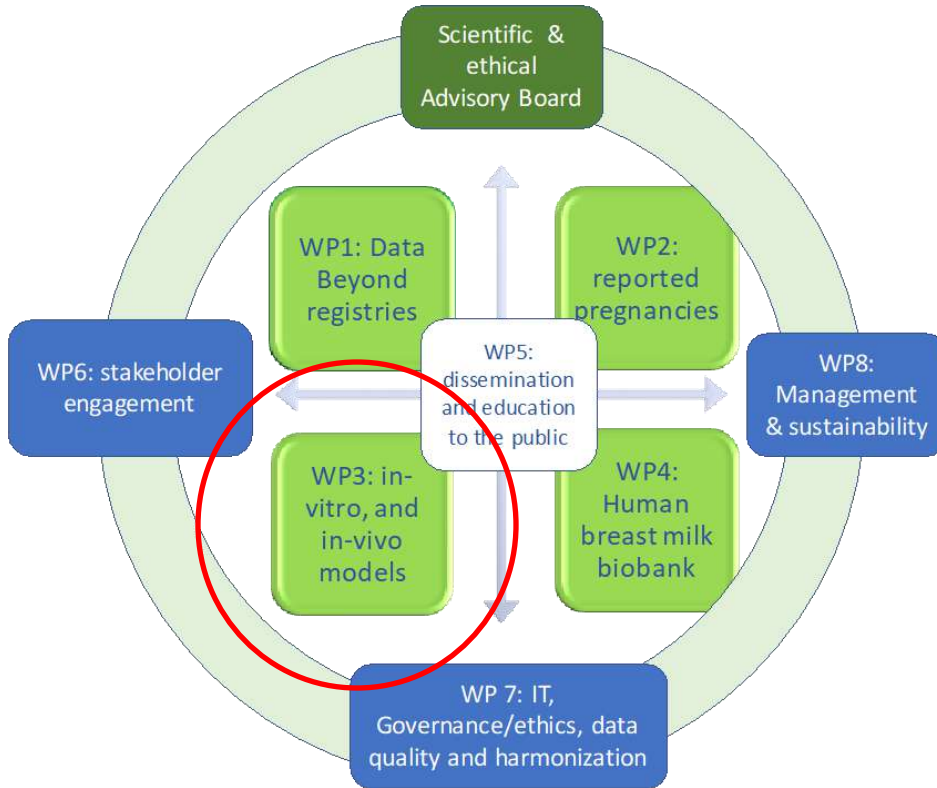 Scientific &
ethical
Advisory Board
WP1: Data
Beyond
registries
WP2:
reported
pregnancies
WP6: stakeholder
engagement
WP5:
dissemination
and education
to the public
WP8:
Management
& sustainability
WP3: in-
vitro, and
in-vivo
models
WP4:
Human
breast milk
biobank
WP 7: IT,
Governance/ethics, data
quality and harmonization